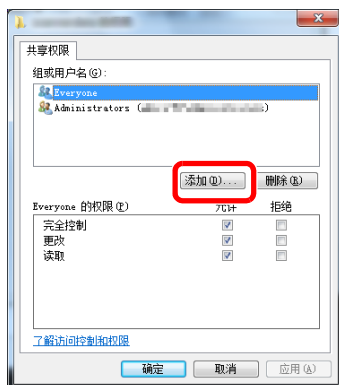 共享权限
组或用户名(G):
Everyone
Administrators (
添加(D)... 删除(R)
Everyone 的权限(P) 允许 拒绝
完全控制
更改
读取
了解访问控制和权限
确定 取消 应用(A)